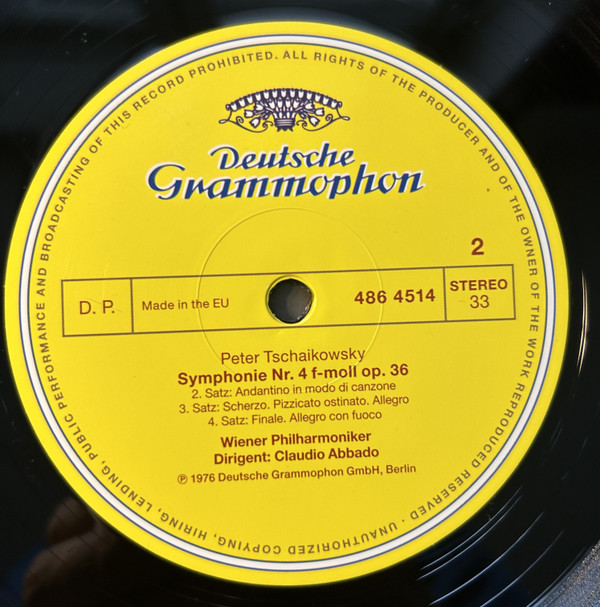 Deutsche
Grammophon
2
D. P.
Made in the EU
486 4514
STEREO
33
Peter Tschaikowsky
Symphonie Nr. 4 f-moll op. 36
2. Satz: Andantino in modo di canzone
3. Satz: Scherzo. Pizzicato ostinato. Allegro
4. Satz: Finale. Allegro con fuoco
Wiener Philharmoniker
Dirigent: Claudio Abbado
℗ 1976 Deutsche Grammophon GmbH, Berlin
ALL RIGHTS OF THE PRODUCER AND OF THE OWNER OF THE WORK REPRODUCED RESERVED · UNAUTHORIZED COPYING, HIRING, LENDING, PUBLIC PERFORMANCE AND BROADCASTING OF THIS RECORD PROHIBITED.